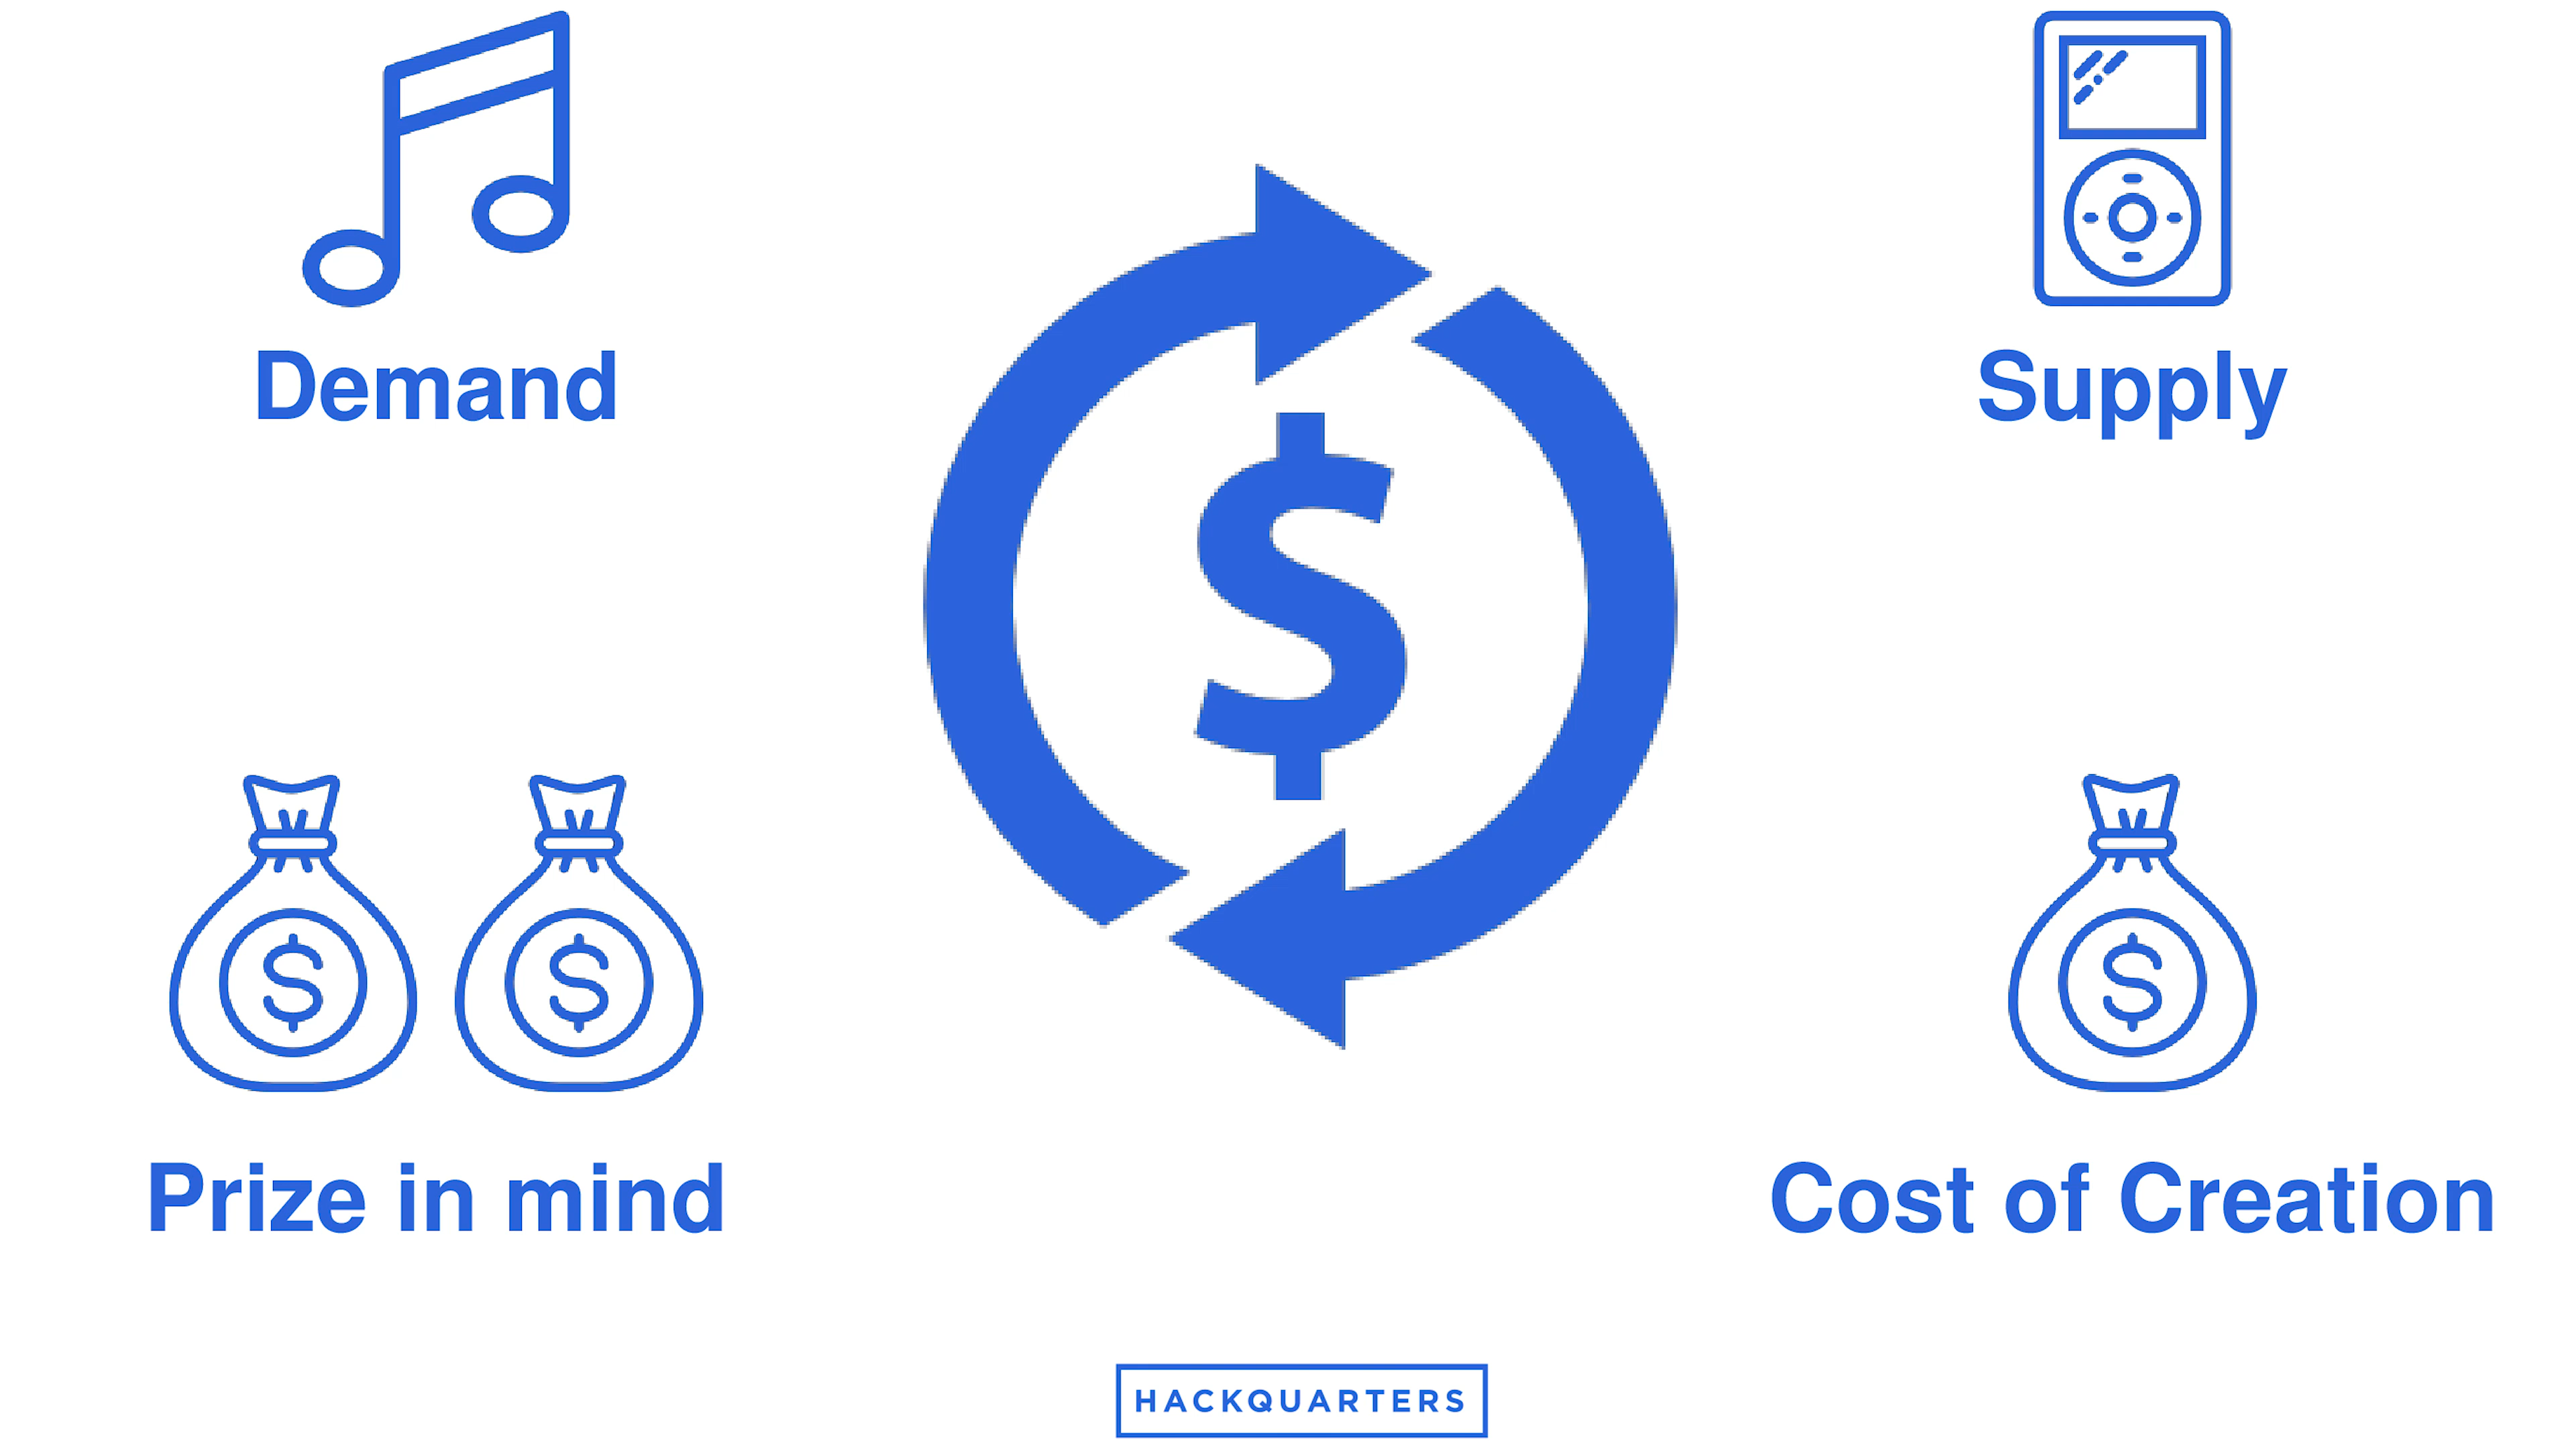 Demand
Supply
$
$
$
$
Prize in mind
Cost of Creation
HACKQUARTERS